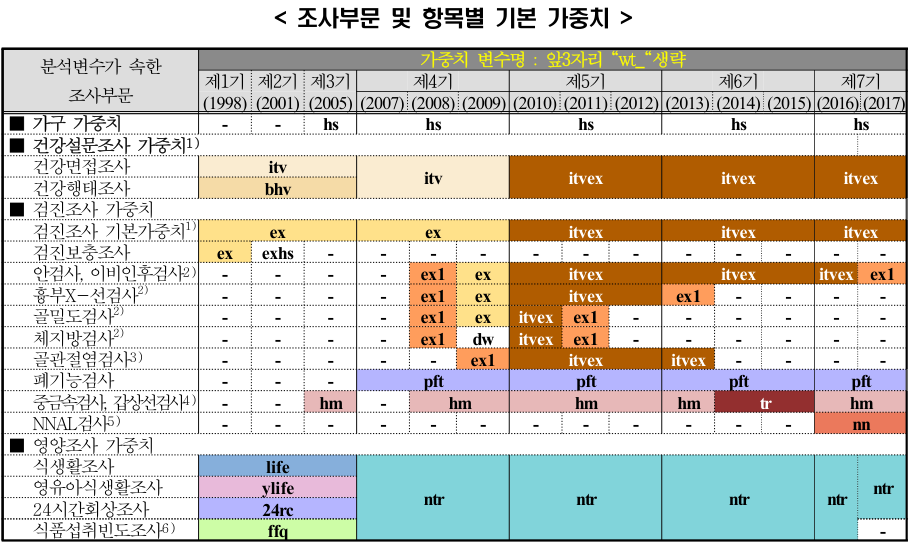 < 조사부문 및 항목별 기본 가중치 >
분석변수가 속한 조사부문 가중치 변수명 : 앞3자리 “wt_“생략
제1기 제2기 제3기 제4기 제5기 제6기 제7기
(1998) (2001) (2005) (2007) (2008) (2009) (2010) (2011) (2012) (2013) (2014) (2015) (2016) (2017)
■ 가구 가중치 - - hs hs hs hs hs
■ 건강설문조사 가중치1)
건강면접조사 itv itv itvex itvex itvex
건강행태조사 bhv
■ 검진조사 가중치
검진조사 기본가중치1) ex ex itvex itvex itvex
검진보충조사 ex exhs - - - - - - - - - - - -
안검사, 이비인후검사2) - - - - ex1 ex itvex itvex itvex ex1
흉부X-선검사2) - - - - ex1 ex itvex ex1 - - - -
골밀도검사2) - - - - ex1 ex itvex ex1 - - - - - -
체지방검사2) - - - - ex1 dw itvex ex1 - - - - - -
골관절염검사3) - - - - - ex1 itvex itvex - - - -
폐기능검사 - - - pft pft pft pft
중금속검사, 갑상선검사4) - - hm - hm hm hm tr hm
NNAL검사5) - - - - - - - - - - - - nn
■ 영양조사 가중치
식생활조사 life ntr ntr ntr ntr ntr
영유아식생활조사 ylife
24시간회상조사 24rc
식품섭취빈도조사6) ffq -